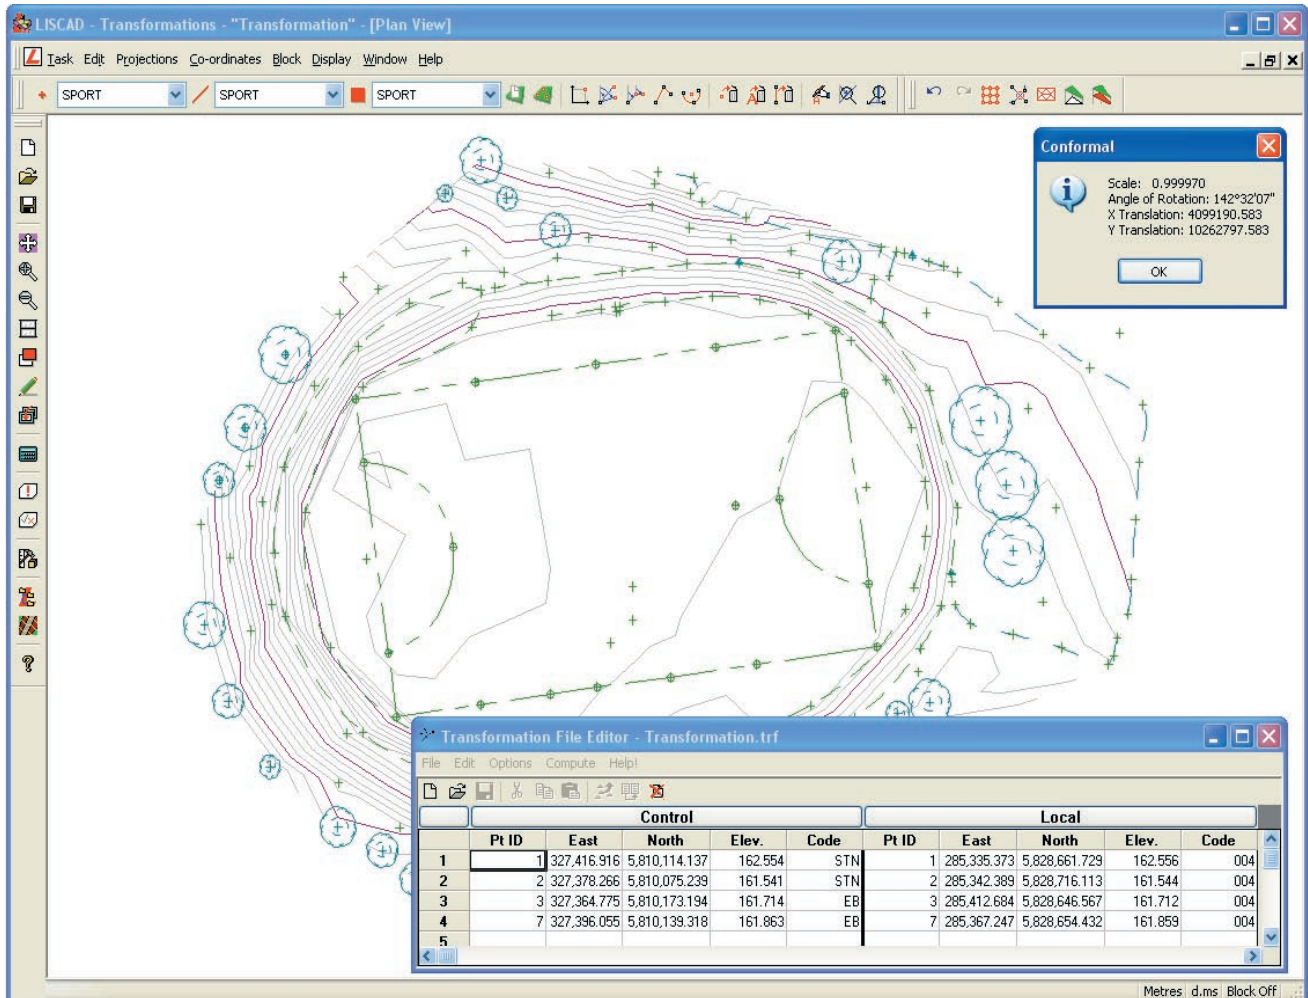 LISCAD - Transformations - "Transformation" - [Plan View]
Task Edit Projections Co-ordinates Block Display Window Help
SPORT SPORT SPORT
Conformal
Scale: 0.999970
Angle of Rotation: 142°32'07"
X Translation: 4099190.583
Y Translation: 10262797.583
OK
Transformation File Editor - Transformation.trf
File Edit Options Compute Help!
Control Local
Pt ID East North Elev. Code Pt ID East North Elev. Code
1 1 327,416.916 5,810,114.137 162.554 STN 1 285,335.373 5,828,661.729 162.556 004
2 2 327,378.266 5,810,075.239 161.541 STN 2 285,342.389 5,828,716.113 161.544 004
3 3 327,364.775 5,810,173.194 161.714 EB 3 285,412.684 5,828,646.567 161.712 004
4 7 327,396.055 5,810,139.318 161.863 EB 7 285,367.247 5,828,654.432 161.859 004
5
Metres d.ms Block Off